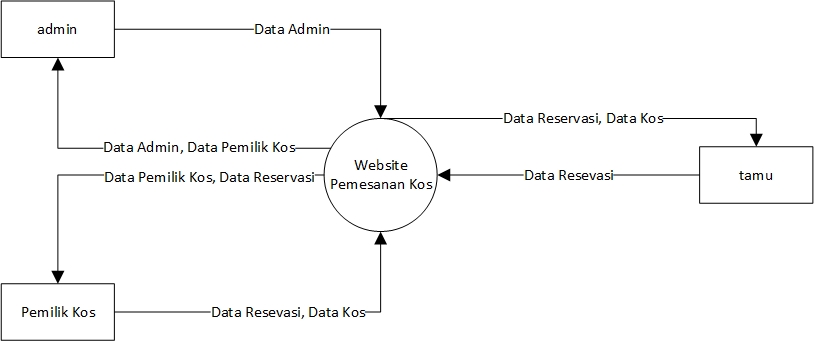 admin
Data Admin
Data Reservasi, Data Kos
Data Admin, Data Pemilik Kos
Website
Pemesanan Kos
Data Pemilik Kos, Data Reservasi
Data Resevasi
tamu
Pemilik Kos
Data Resevasi, Data Kos